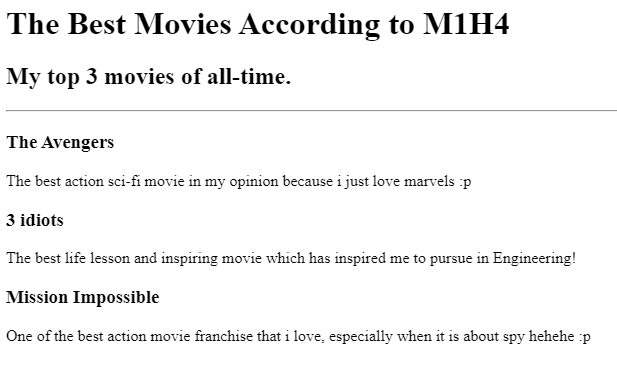 The Best Movies According to M1H4
My top 3 movies of all-time.
The Avengers
The best action sci-fi movie in my opinion because i just love marvels :p
3 idiots
The best life lesson and inspiring movie which has inspired me to pursue in Engineering!
Mission Impossible
One of the best action movie franchise that i love, especially when it is about spy hehehe :p